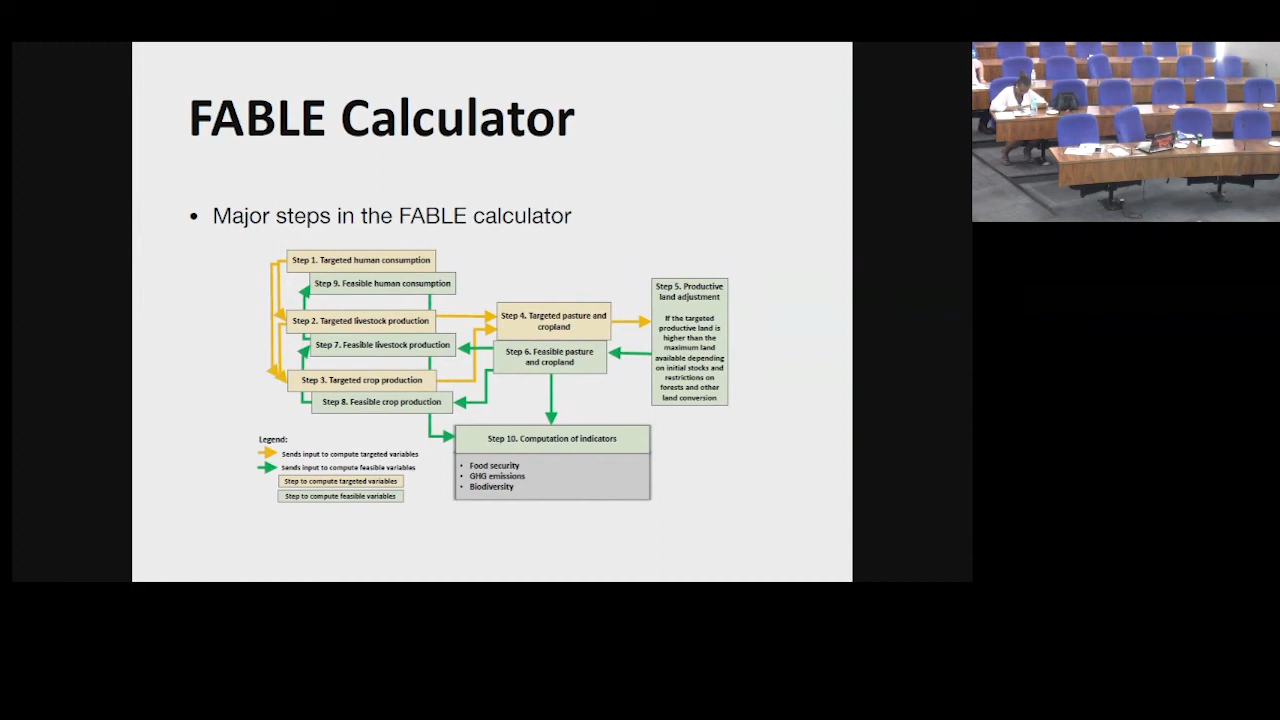 FABLE Calculator
• Major steps in the FABLE calculator
Step 1. Targeted human consumption
Step 9. Feasible human consumption
Step 2. Targeted livestock production
Step 7. Feasible livestock production
Step 3. Targeted crop production
Step 8. Feasible crop production
Step 4. Targeted pasture and
cropland
Step 6. Feasible pasture
and cropland
Step 5. Productive
land adjustment
If the targeted
productive land is
higher than the
maximum land
available depending
on initial stocks and
restrictions on
forests and other
land conversion
Step 10. Computation of indicators
• Food security
• GHG emissions
• Biodiversity
Legend:
Sends input to compute targeted variables
Sends input to compute feasible variables
Step to compute targeted variables
Step to compute feasible variables